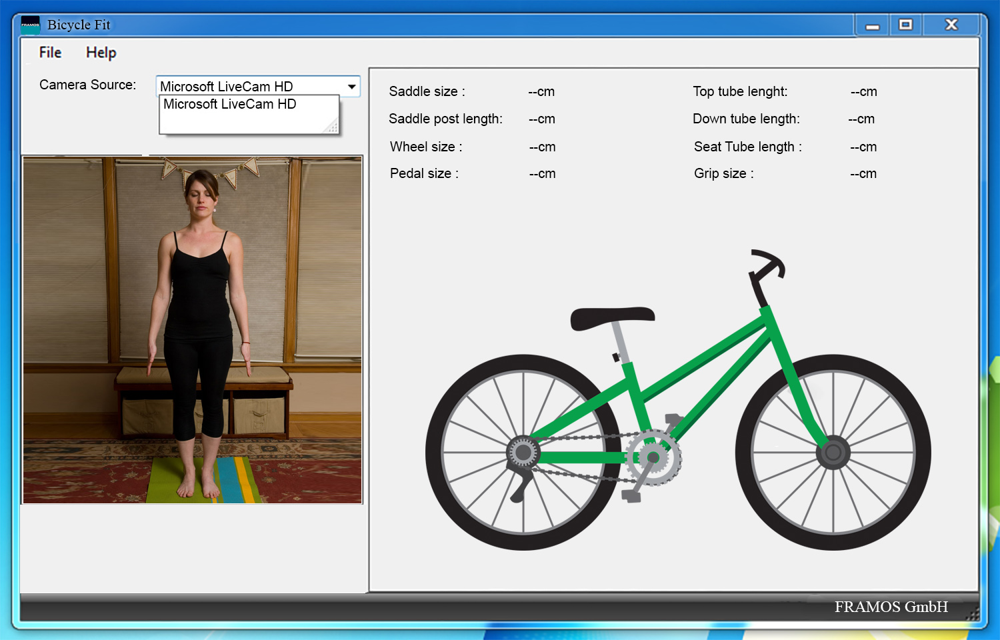 FRAMOS
Bicycle Fit
File Help
Camera Source: Microsoft LiveCam HD
Microsoft LiveCam HD
Saddle size : --cm
Saddle post length: --cm
Wheel size : --cm
Pedal size : --cm
Top tube lenght: --cm
Down tube length: --cm
Seat Tube length : --cm
Grip size : --cm
FRAMOS GmbH